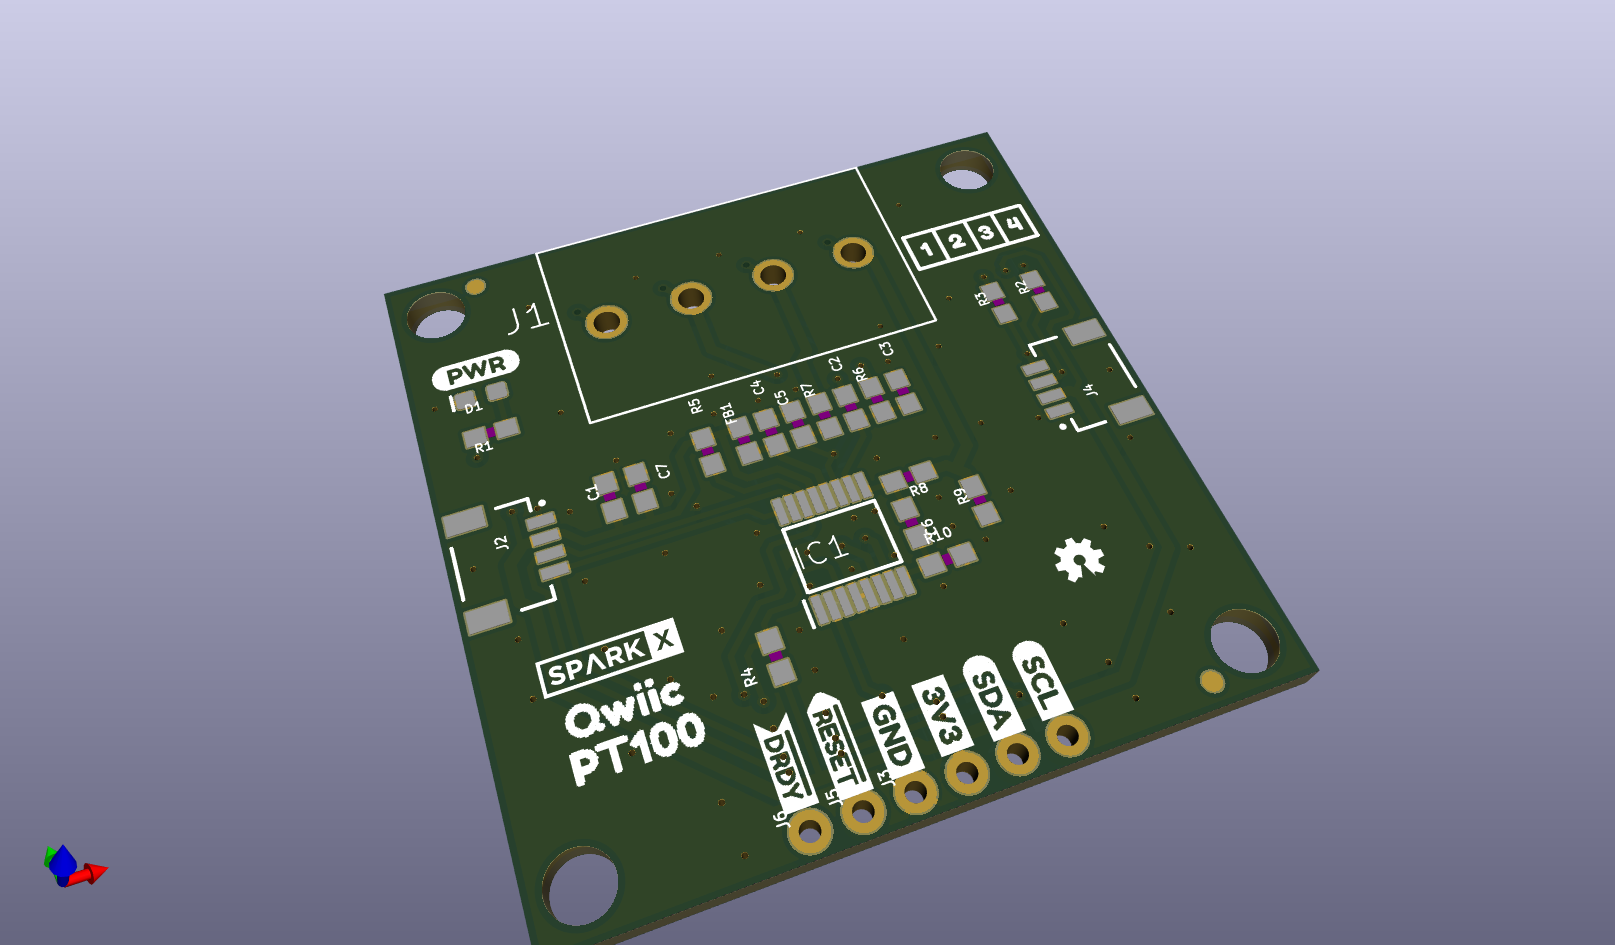 1 2 3 4
J1
R3
R2
PWR
D1
R1
R5
FB1
C4
C5
R7
C2
R6
C3
J4
C1
C7
R8
R9
C6
R10
J2
IC1
R4
SPARK X
Qwiic
PT100
DRDY
RESET
GND
3V3
SDA
SCL
J6
J5
J3